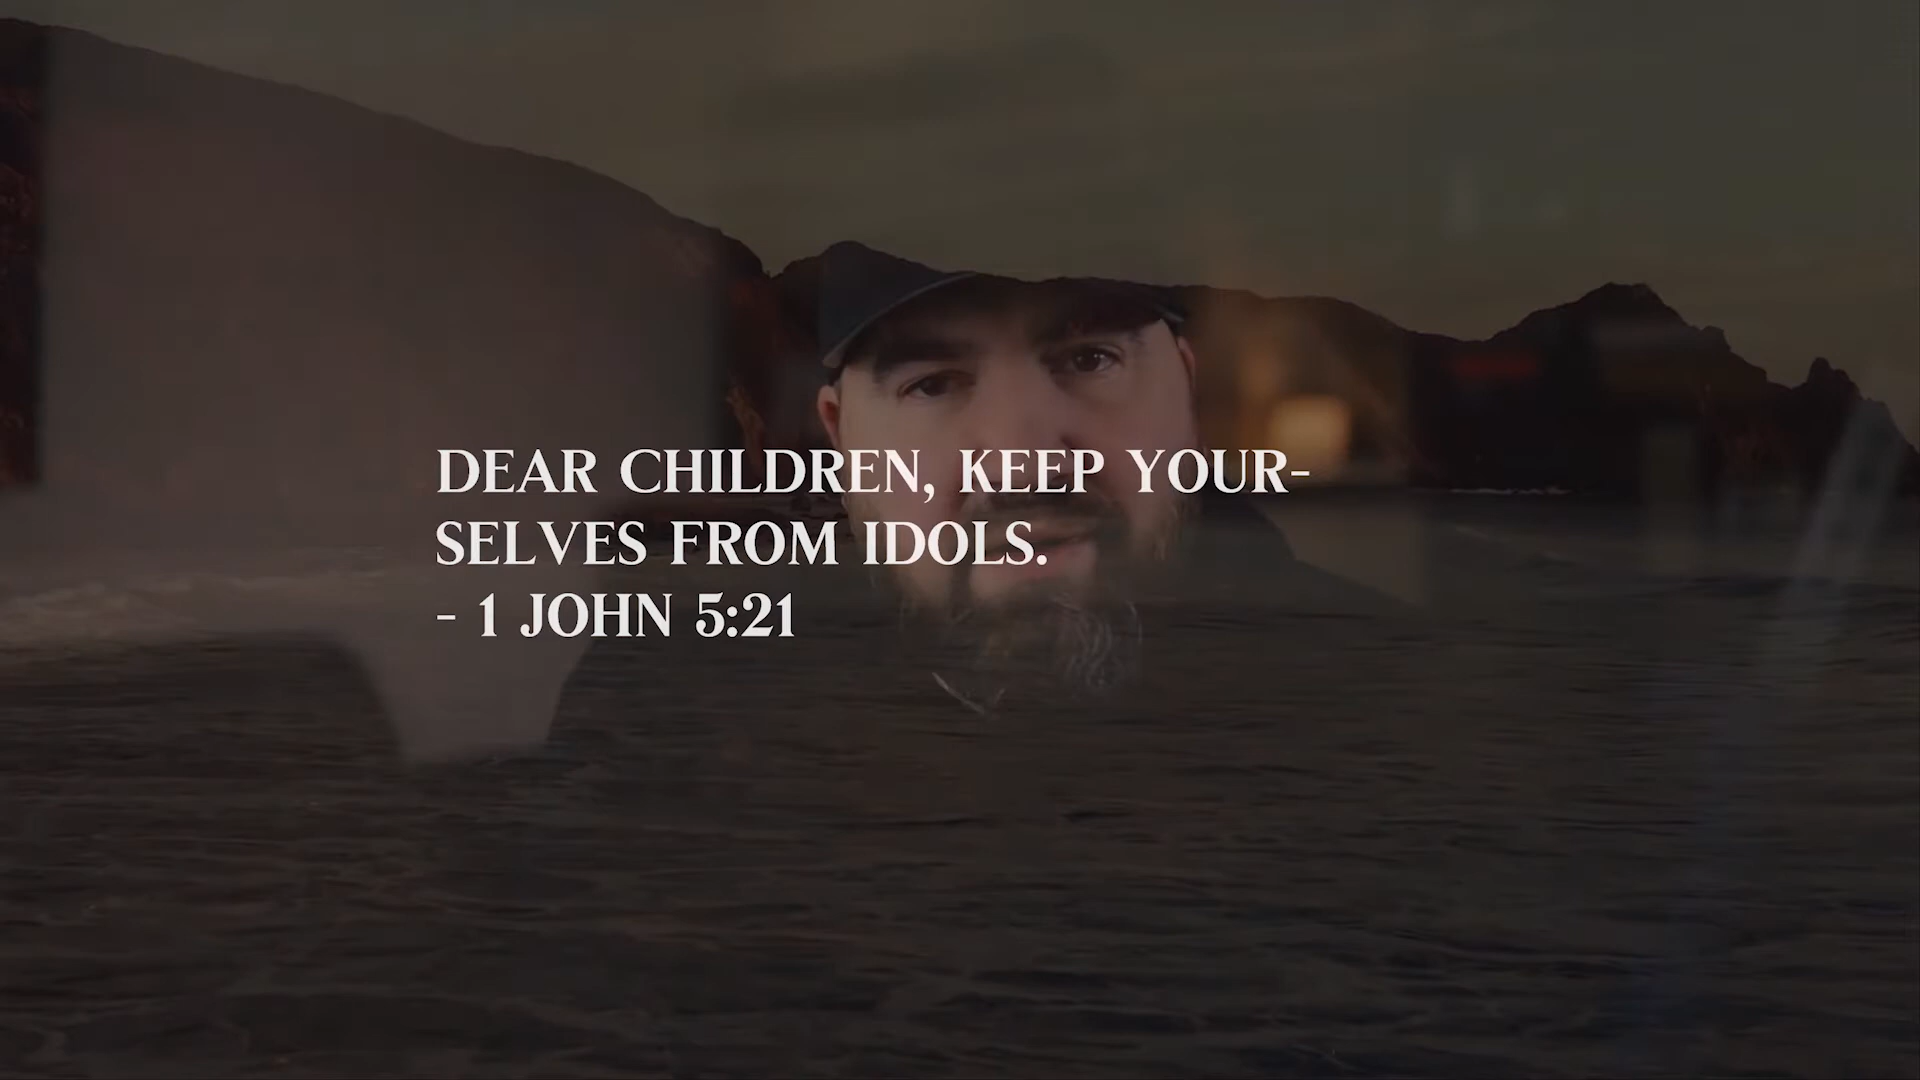 DEAR CHILDREN, KEEP YOUR-
SELVES FROM IDOLS.
- 1 JOHN 5:21